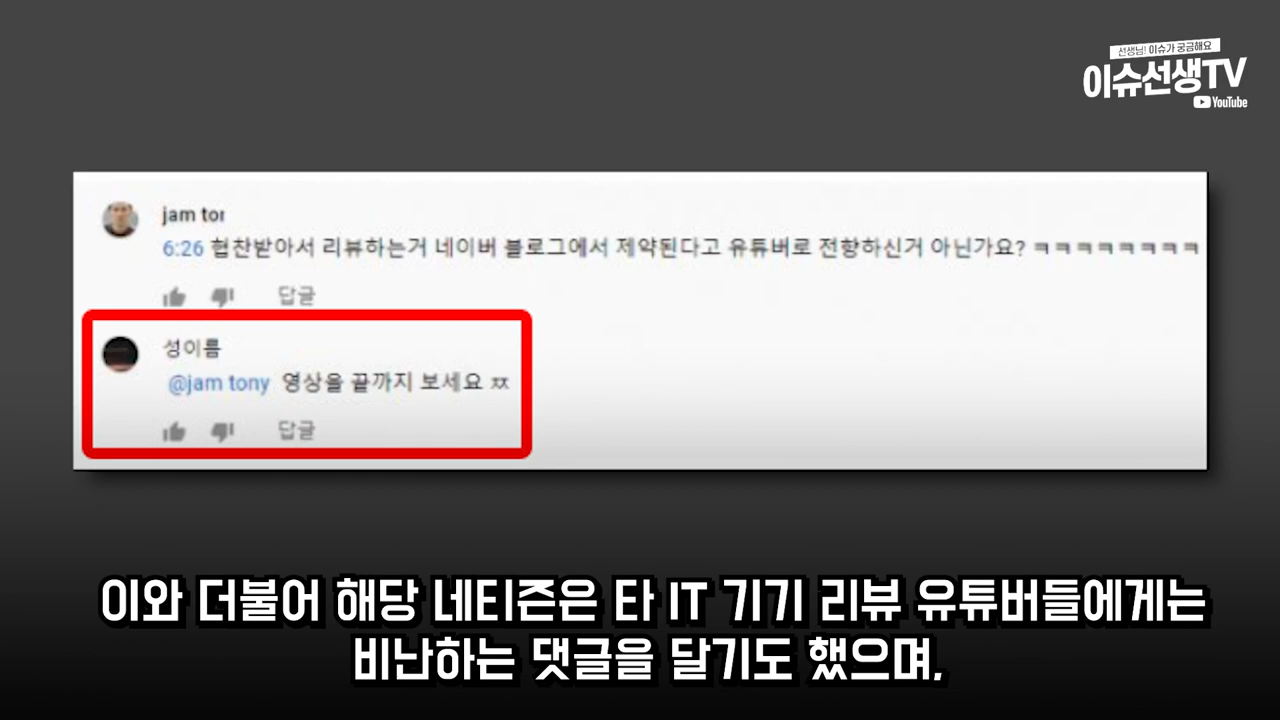 선생님! 이슈가 궁금해요
이슈선생TV
YouTube
jam tor
6:26 협찬받아서 리뷰하는거 네이버 블로그에서 제약된다고 유튜버로 전향하신거 아닌가요? ㅋㅋㅋㅋㅋㅋㅋㅋ
답글
성이름
@jam tony 영상을 끝까지 보세요 ㅉ
답글
이와 더불어 해당 네티즌은 타 IT 기기 리뷰 유튜버들에게는
비난하는 댓글을 달기도 했으며,